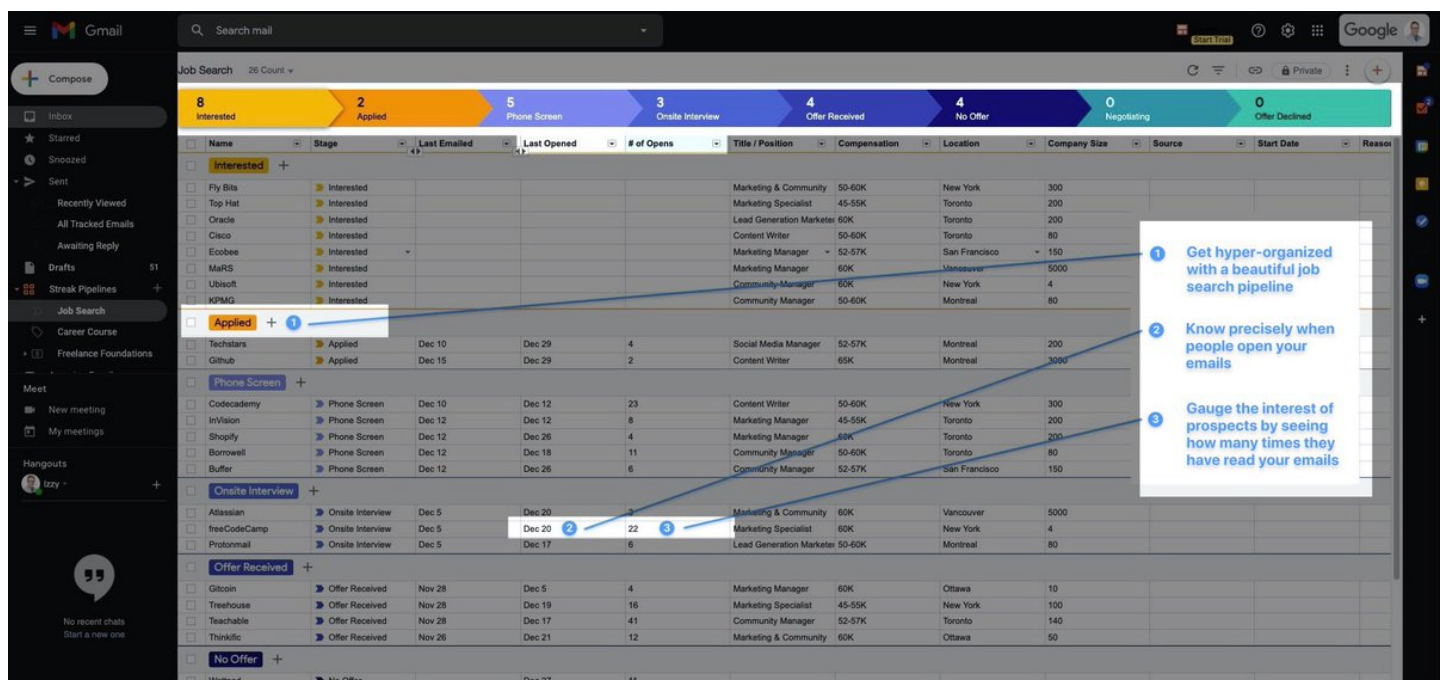 Gmail
Search mail
Start Trial
Google
Compose
Job Search 26 Count
Private
8 2 5 3 4 4 0 0
Interested Applied Phone Screen Onsite Interview Offer Received No Offer Negotiating Offer Declined
Inbox
Starred
Snoozed
Sent
Recently Viewed
All Tracked Emails
Awaiting Reply
Drafts 51
Streak Pipelines
Job Search
Career Course
Freelance Foundations
Meet
New meeting
My meetings
Hangouts
Izzy
No recent chats
Start a new one
Name Stage Last Emailed Last Opened # of Opens Title / Position Compensation Location Company Size Source Start Date Reason
Interested
Fly Bits Interested Marketing & Community 50-60K New York 300
Top Hat Interested Marketing Specialist 45-55K Toronto 200
Oracle Interested Lead Generation Marketer 60K Toronto 200
Cisco Interested Content Writer 50-60K Toronto 80
Ecobee Interested Marketing Manager 52-57K San Francisco 150
MaRS Interested Marketing Manager 60K Vancouver 5000
Ubisoft Interested Community Manager 60K New York 4
KPMG Interested Community Manager 50-60K Montreal 80
Applied 1
Techstars Applied Dec 10 Dec 29 4 Social Media Manager 52-57K Montreal 200
Github Applied Dec 15 Dec 29 2 Content Writer 65K Montreal 3000
Phone Screen
Codecademy Phone Screen Dec 10 Dec 12 23 Content Writer 50-60K New York 300
InVision Phone Screen Dec 12 Dec 12 8 Marketing Manager 45-55K Toronto 200
Shopify Phone Screen Dec 12 Dec 26 4 Marketing Manager 60K Toronto 200
Borrowell Phone Screen Dec 12 Dec 18 11 Community Manager 50-60K Toronto 80
Buffer Phone Screen Dec 12 Dec 26 6 Community Manager 52-57K San Francisco 150
Onsite Interview
Atlassian Onsite Interview Dec 5 Dec 20 Marketing & Community 60K Vancouver 5000
freeCodeCamp Onsite Interview Dec 5 Dec 20 2 22 3 Marketing Specialist 60K New York 4
Protonmail Onsite Interview Dec 5 Dec 17 6 Lead Generation Marketer 50-60K Montreal 80
Offer Received
Gitcoin Offer Received Nov 28 Dec 5 4 Marketing Manager 60K Ottawa 10
Treehouse Offer Received Nov 28 Dec 19 16 Marketing Specialist 45-55K New York 100
Teachable Offer Received Nov 28 Dec 17 41 Community Manager 52-57K Toronto 140
Thinkific Offer Received Nov 26 Dec 21 12 Marketing & Community 60K Ottawa 50
No Offer
1 Get hyper-organized
with a beautiful job
search pipeline
2 Know precisely when
people open your
emails
3 Gauge the interest of
prospects by seeing
how many times they
have read your emails